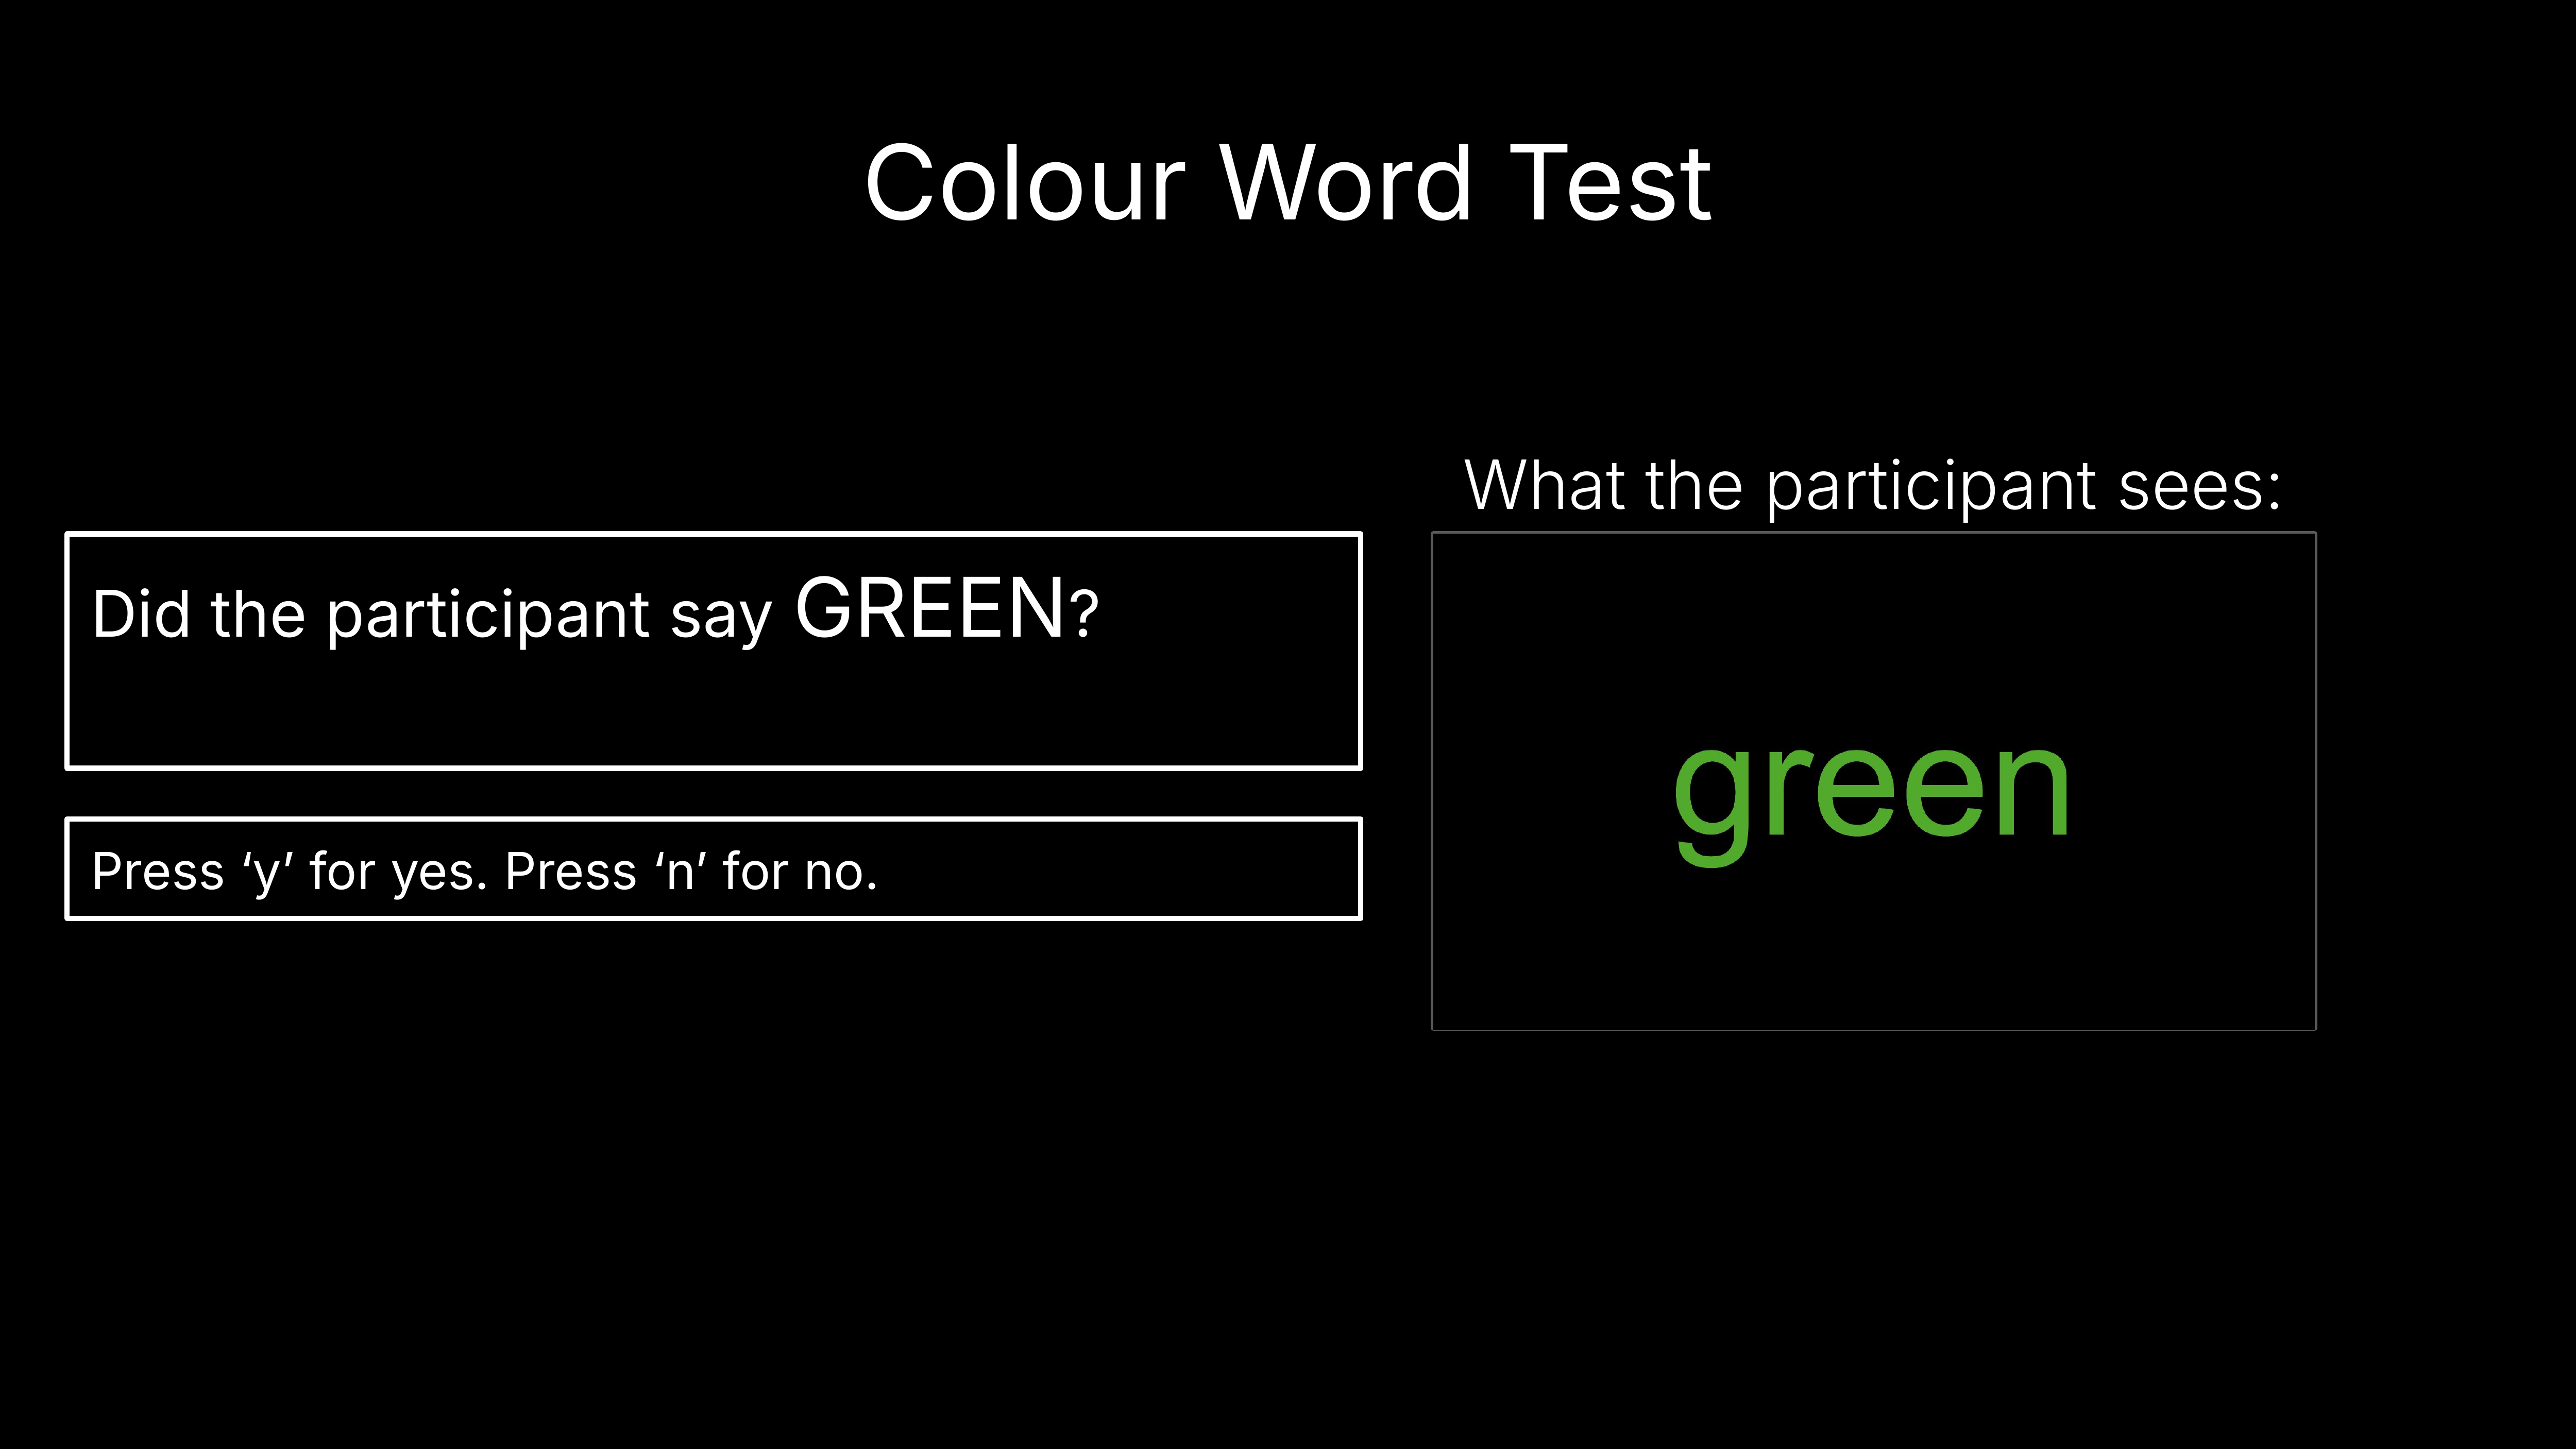 Colour Word Test
Did the participant say GREEN?
Press ‘y’ for yes. Press ‘n’ for no.
What the participant sees:
green